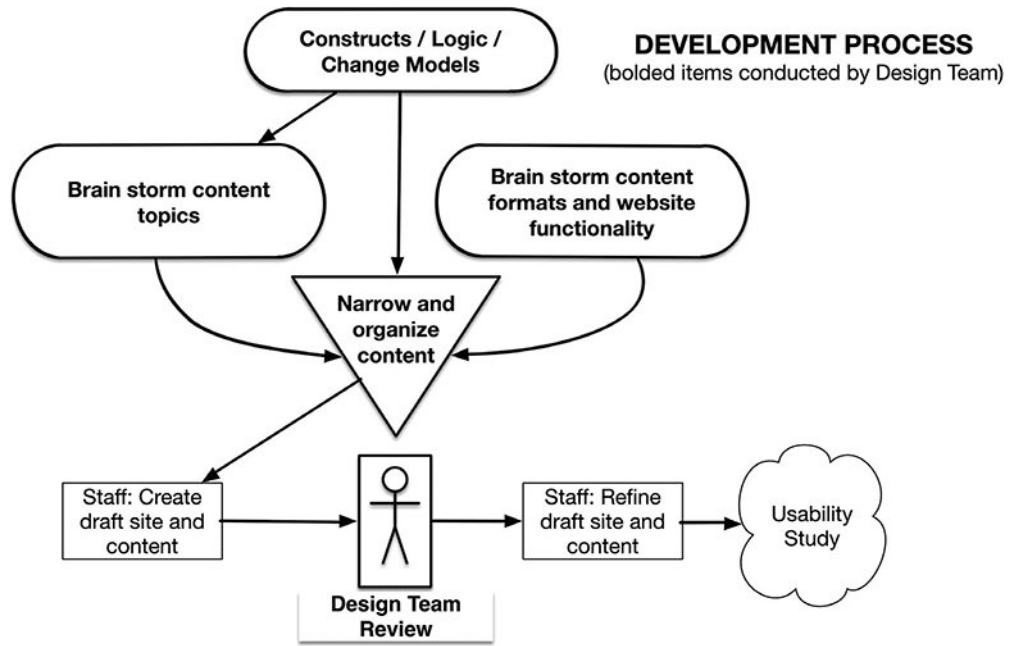 Constructs / Logic /
Change Models
DEVELOPMENT PROCESS
(bolded items conducted by Design Team)
Brain storm content
topics
Brain storm content
formats and website
functionality
Narrow and
organize
content
Staff: Create
draft site and
content
Design Team
Review
Staff: Refine
draft site and
content
Usability
Study